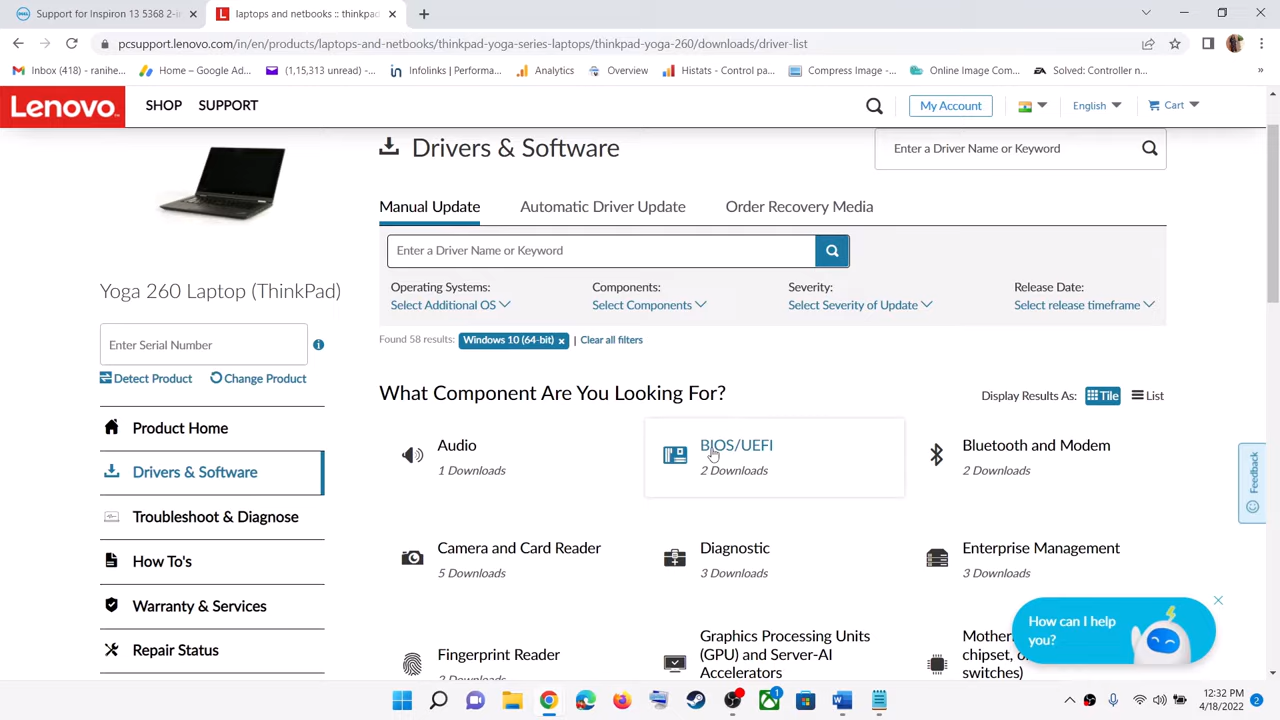 Support for Inspiron 13 5368 2-in
laptops and netbooks :: thinkpad
pcsupport.lenovo.com/in/en/products/laptops-and-netbooks/thinkpad-yoga-series-laptops/thinkpad-yoga-260/downloads/driver-list
Inbox (418) - ranihe...
Home – Google Ad...
(1,15,313 unread) -...
Infolinks | Performa...
Analytics
Overview
Histats - Control pa...
Compress Image -...
Online Image Com...
Solved: Controller n...
»
Lenovo
SHOP
SUPPORT
My Account
English
Cart
Drivers & Software
Enter a Driver Name or Keyword
Manual Update
Automatic Driver Update
Order Recovery Media
Enter a Driver Name or Keyword
Operating Systems:
Components:
Severity:
Release Date:
Select Additional OS
Select Components
Select Severity of Update
Select release timeframe
Found 58 results:
Windows 10 (64-bit) x
| Clear all filters
Yoga 260 Laptop (ThinkPad)
Enter Serial Number
Detect Product
Change Product
Product Home
Drivers & Software
Troubleshoot & Diagnose
How To's
Warranty & Services
Repair Status
What Component Are You Looking For?
Display Results As:
Tile
List
Audio
1 Downloads
BIOS/UEFI
2 Downloads
Bluetooth and Modem
2 Downloads
Camera and Card Reader
5 Downloads
Diagnostic
3 Downloads
Enterprise Management
3 Downloads
Fingerprint Reader
Graphics Processing Units
(GPU) and Server-AI
Accelerators
switches)
Feedback
How can I help
you?
12:32 PM
4/18/2022